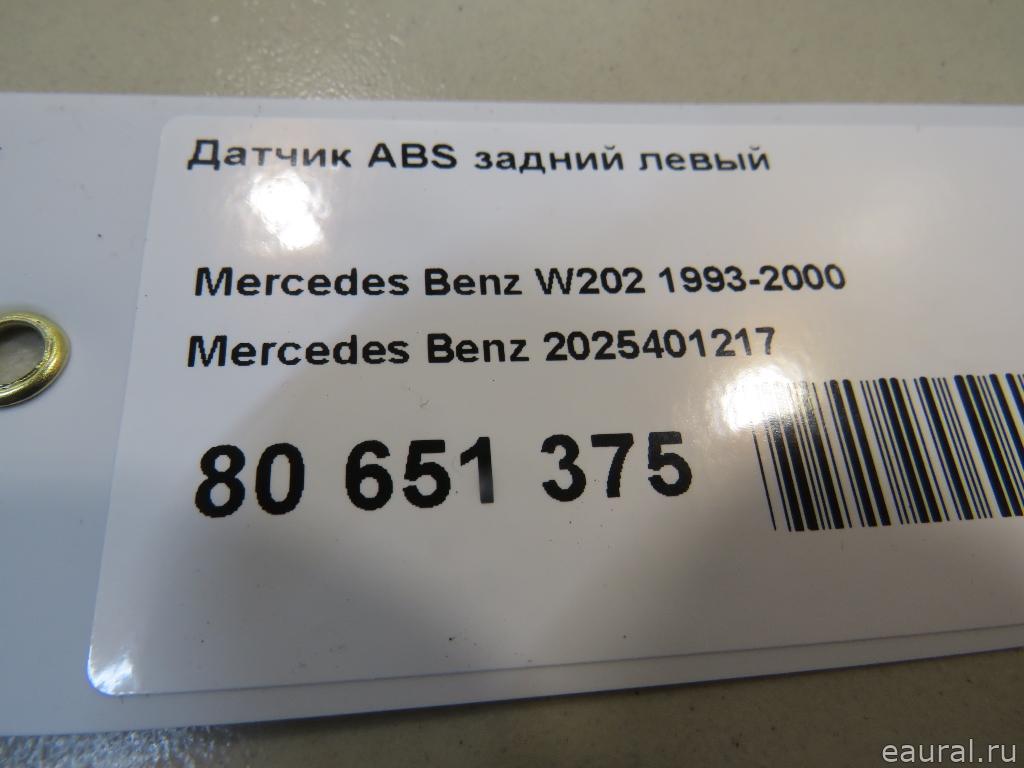 Датчик ABS задний левый
Mercedes Benz W202 1993-2000
Mercedes Benz 2025401217
80 651 375
eaural.ru